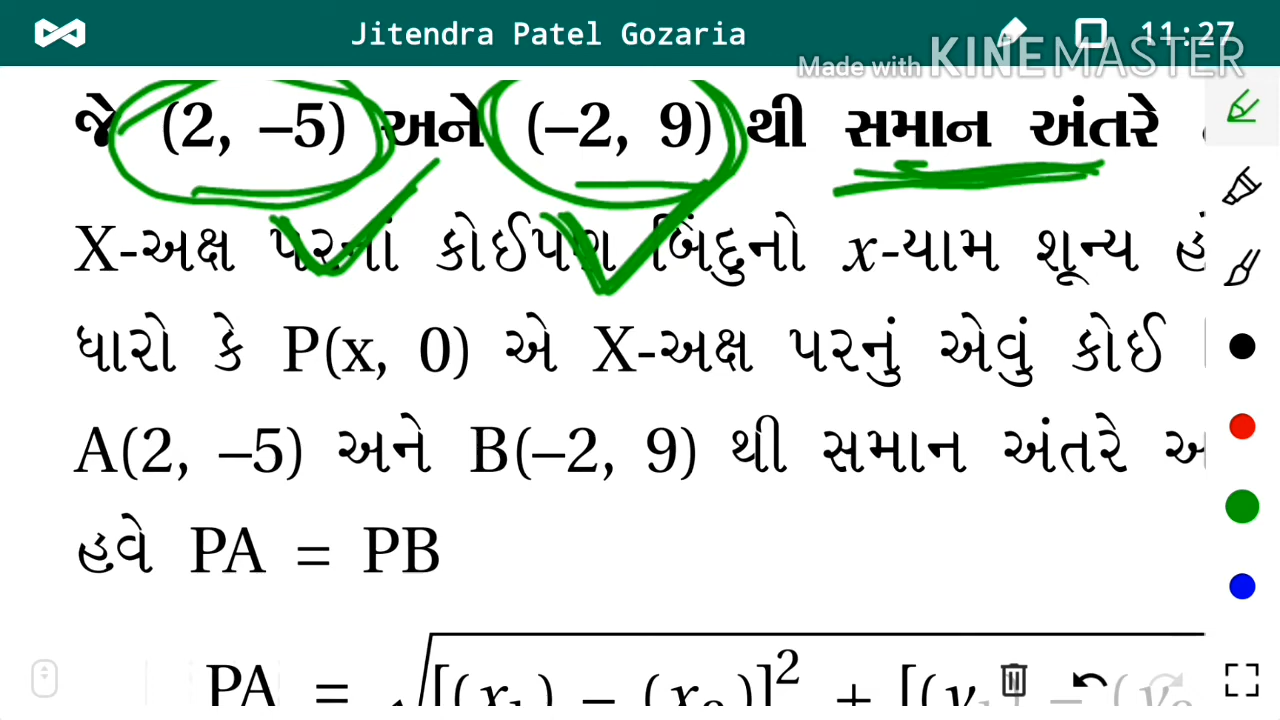 Jitendra Patel Gozaria
11:27
Made with KINEMASTER
જે (2, –5) અને (–2, 9) થી સમાન અંતરે
X-અક્ષ પરનાં કોઈપણ બિંદુનો x-યામ શૂન્ય
ધારો કે P(x, 0) એ X-અક્ષ પરનું એવું કોઈ
A(2, –5) અને B(–2, 9) થી સમાન અંતરે
હવે PA = PB
PA =